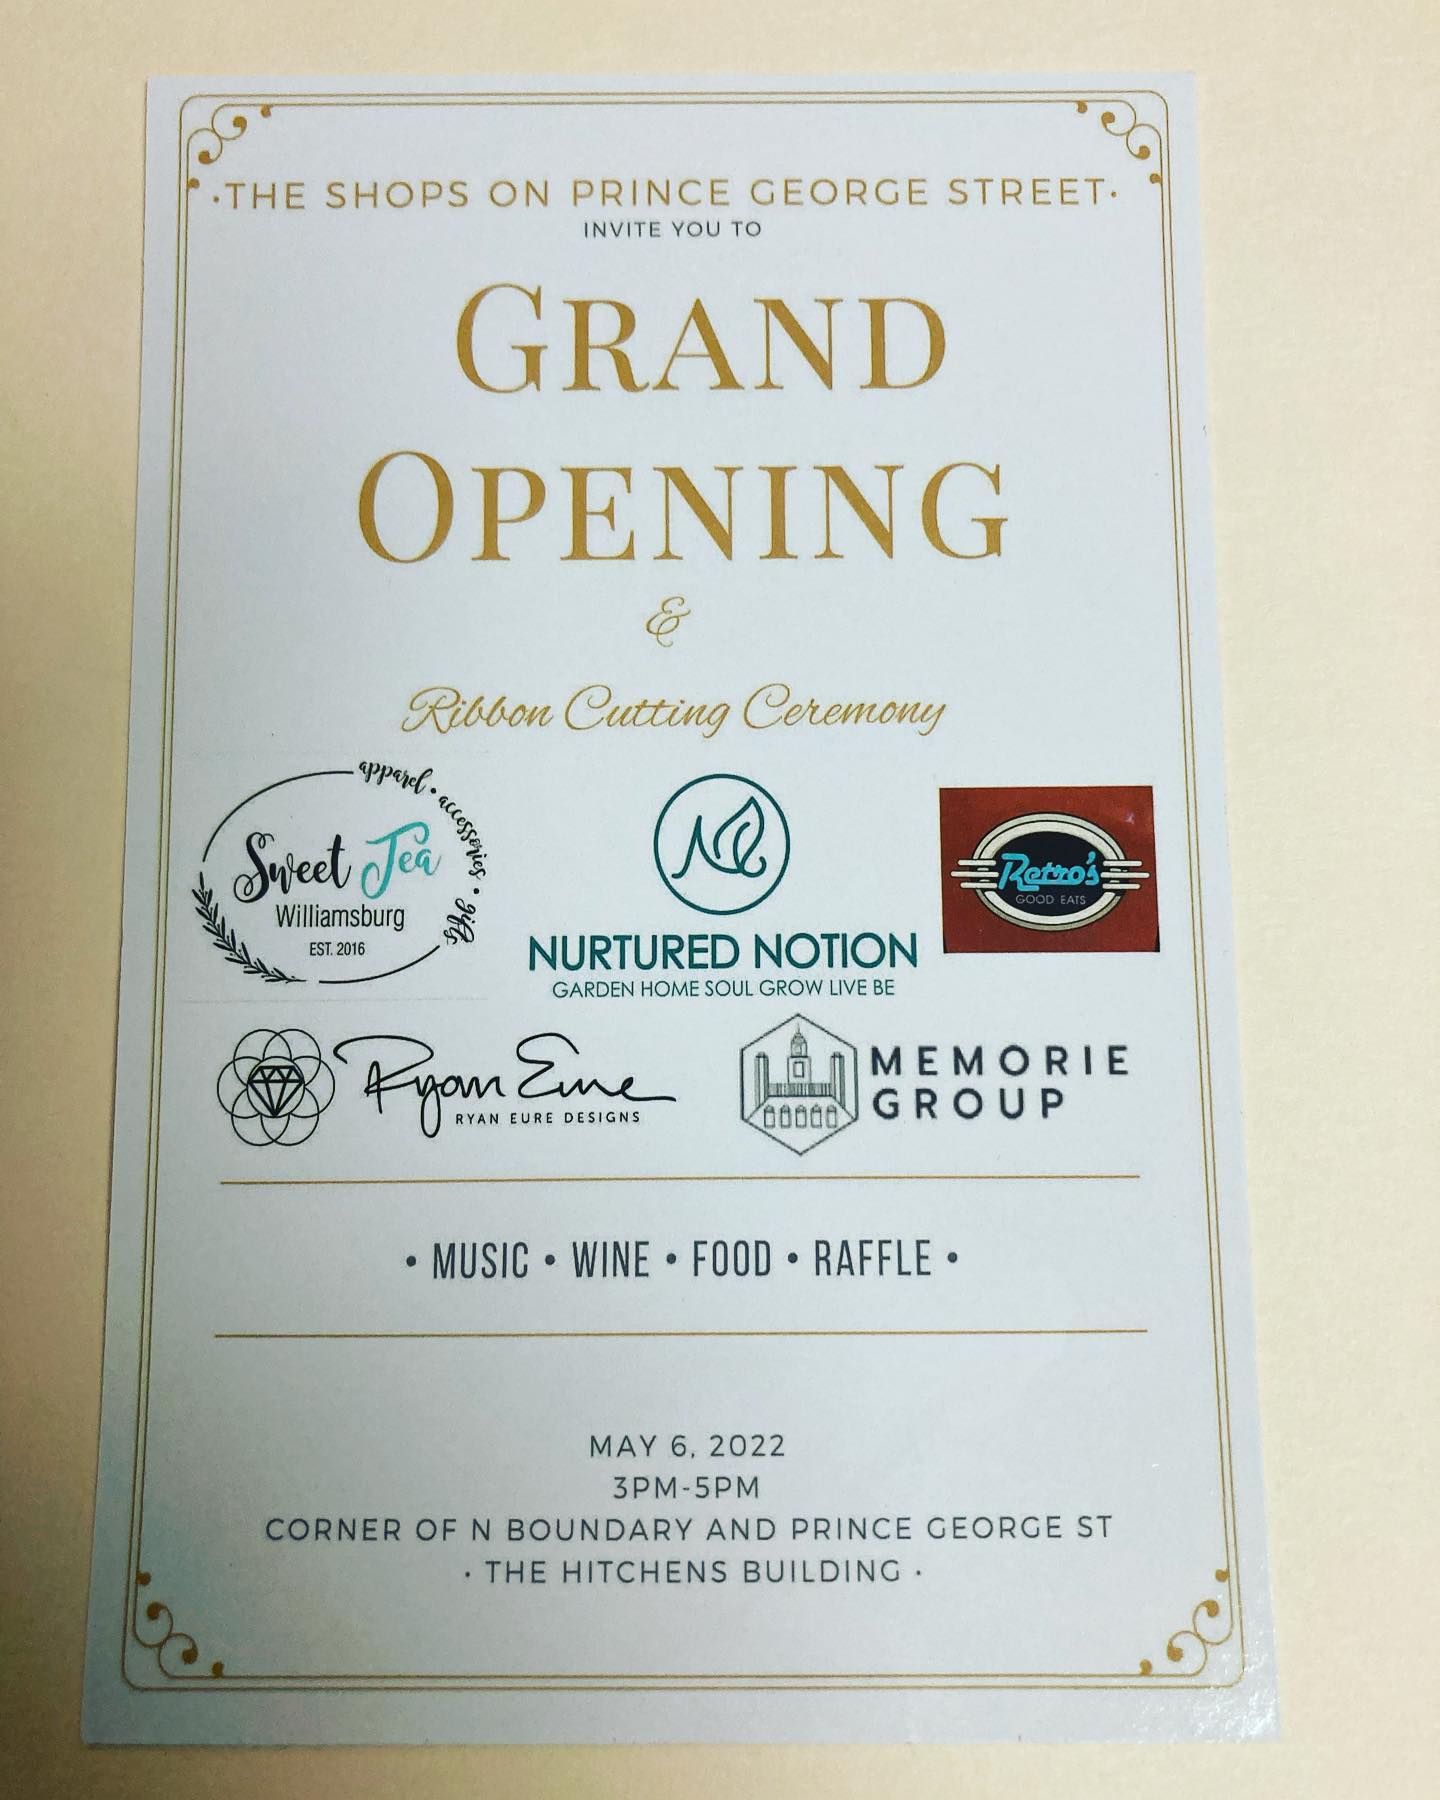 ·THE SHOPS ON PRINCE GEORGE STREET·
INVITE YOU TO
GRAND
OPENING
&
Ribbon Cutting Ceremony
apparel • accessories • gifts
Sweet Tea
Williamsburg
EST. 2016
NURTURED NOTION
GARDEN HOME SOUL GROW LIVE BE
Retro's
GOOD EATS
Ryan Eure
RYAN EURE DESIGNS
MEMORIE
GROUP
• MUSIC • WINE • FOOD • RAFFLE •
MAY 6, 2022
3PM-5PM
CORNER OF N BOUNDARY AND PRINCE GEORGE ST
· THE HITCHENS BUILDING ·